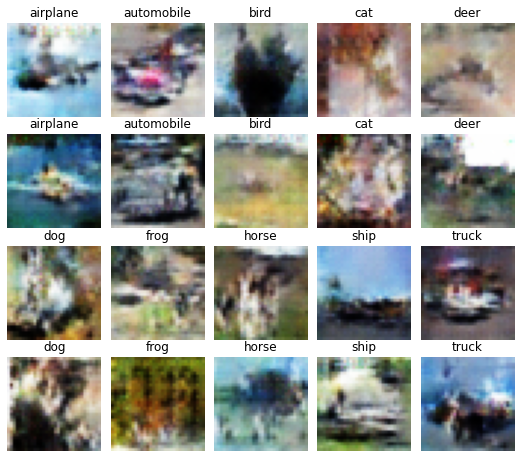 airplane automobile bird cat deer
airplane automobile bird cat deer
dog frog horse ship truck
dog frog horse ship truck